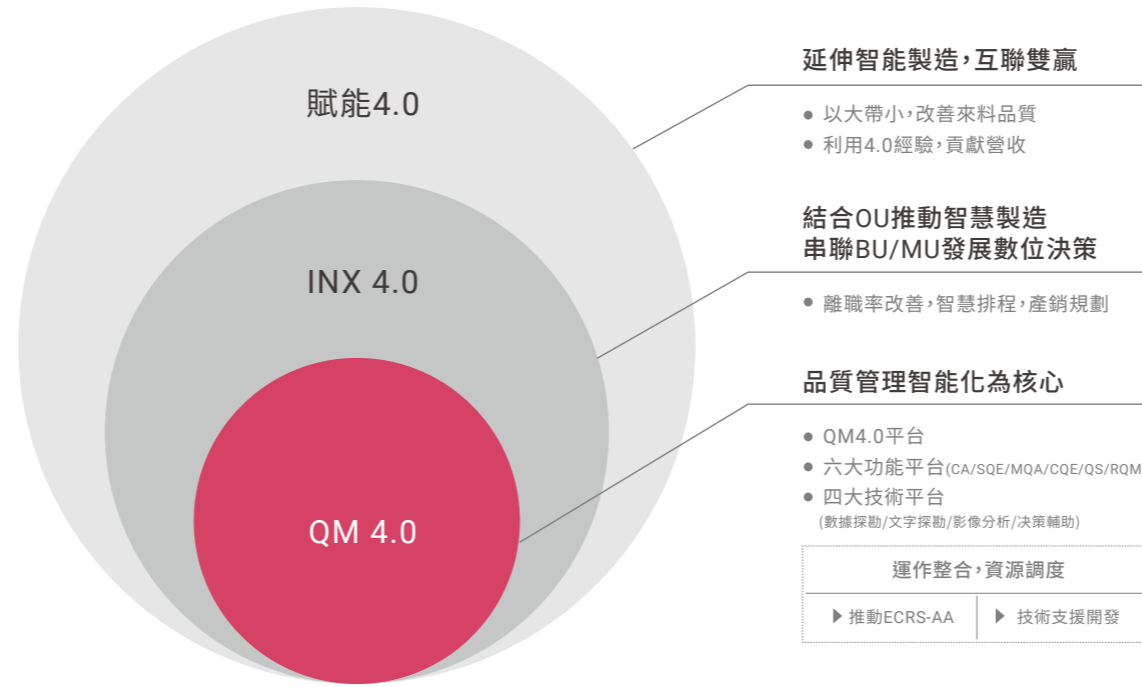 賦能4.0
INX 4.0
QM 4.0
延伸智能製造,互聯雙贏
● 以大帶小,改善來料品質
● 利用4.0經驗,貢獻營收
結合OU推動智慧製造
串聯BU/MU發展數位決策
● 離職率改善,智慧排程,產銷規劃
品質管理智能化為核心
● QM4.0平台
● 六大功能平台(CA/SQE/MQA/CQE/QS/RQM
● 四大技術平台
(數據探勘/文字探勘/影像分析/決策輔助)
運作整合,資源調度
▶ 推動ECRS-AA
▶ 技術支援開發